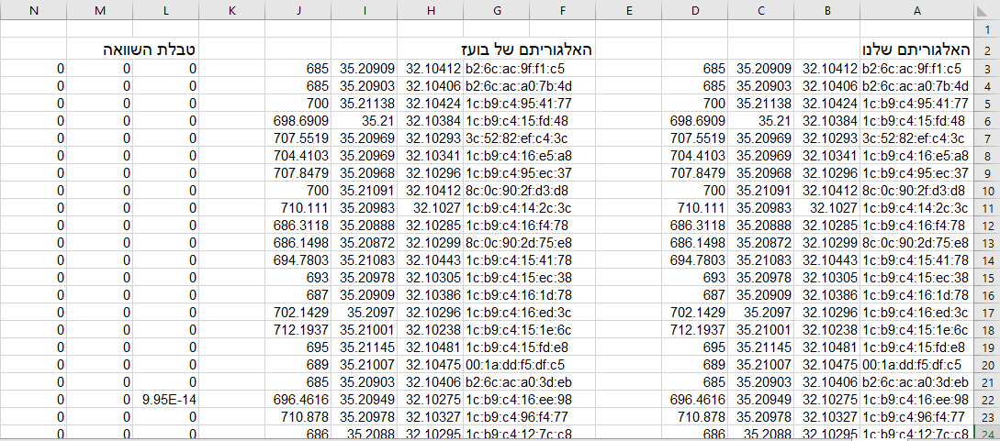 A B C D E F G H I J K L M N
1
2 האלגוריתם שלנו האלגוריתם של בועז טבלת השוואה
3 b2:6c:ac:9f:f1:c5 32.10412 35.20909 685 b2:6c:ac:9f:f1:c5 32.10412 35.20909 685 0 0 0
4 b2:6c:ac:a0:7b:4d 32.10406 35.20903 685 b2:6c:ac:a0:7b:4d 32.10406 35.20903 685 0 0 0
5 1c:b9:c4:95:41:77 32.10424 35.21138 700 1c:b9:c4:95:41:77 32.10424 35.21138 700 0 0 0
6 1c:b9:c4:15:fd:48 32.10384 35.21 698.6909 1c:b9:c4:15:fd:48 32.10384 35.21 698.6909 0 0 0
7 3c:52:82:ef:c4:3c 32.10293 35.20969 707.5519 3c:52:82:ef:c4:3c 32.10293 35.20969 707.5519 0 0 0
8 1c:b9:c4:16:e5:a8 32.10341 35.20969 704.4103 1c:b9:c4:16:e5:a8 32.10341 35.20969 704.4103 0 0 0
9 1c:b9:c4:95:ec:37 32.10296 35.20968 707.8479 1c:b9:c4:95:ec:37 32.10296 35.20968 707.8479 0 0 0
10 8c:0c:90:2f:d3:d8 32.10412 35.21091 700 8c:0c:90:2f:d3:d8 32.10412 35.21091 700 0 0 0
11 1c:b9:c4:14:2c:3c 32.1027 35.20983 710.111 1c:b9:c4:14:2c:3c 32.1027 35.20983 710.111 0 0 0
12 1c:b9:c4:16:f4:78 32.10285 35.20888 686.3118 1c:b9:c4:16:f4:78 32.10285 35.20888 686.3118 0 0 0
13 8c:0c:90:2d:75:e8 32.10299 35.20872 686.1498 8c:0c:90:2d:75:e8 32.10299 35.20872 686.1498 0 0 0
14 1c:b9:c4:15:41:78 32.10443 35.21083 694.7803 1c:b9:c4:15:41:78 32.10443 35.21083 694.7803 0 0 0
15 1c:b9:c4:15:ec:38 32.10305 35.20978 693 1c:b9:c4:15:ec:38 32.10305 35.20978 693 0 0 0
16 1c:b9:c4:16:1d:78 32.10386 35.20909 687 1c:b9:c4:16:1d:78 32.10386 35.20909 687 0 0 0
17 1c:b9:c4:16:ed:3c 32.10296 35.2097 702.1429 1c:b9:c4:16:ed:3c 32.10296 35.2097 702.1429 0 0 0
18 1c:b9:c4:15:1e:6c 32.10238 35.21001 712.1937 1c:b9:c4:15:1e:6c 32.10238 35.21001 712.1937 0 0 0
19 1c:b9:c4:15:fd:e8 32.10481 35.21145 695 1c:b9:c4:15:fd:e8 32.10481 35.21145 695 0 0 0
20 00:1a:dd:f5:df:c5 32.10475 35.21007 689 00:1a:dd:f5:df:c5 32.10475 35.21007 689 0 0 0
21 b2:6c:ac:a0:3d:eb 32.10406 35.20903 685 b2:6c:ac:a0:3d:eb 32.10406 35.20903 685 0 0 0
22 1c:b9:c4:16:ee:98 32.10275 35.20949 696.4616 1c:b9:c4:16:ee:98 32.10275 35.20949 696.4616 9.95E-14 0 0
23 1c:b9:c4:96:f4:77 32.10327 35.20978 710.878 1c:b9:c4:96:f4:77 32.10327 35.20978 710.878 0 0 0
24 1c:b9:c4:12:7c:c8 32.10295 35.2088 686 1c:b9:c4:12:7c:c8 32.10295 35.2088 686 0 0 0